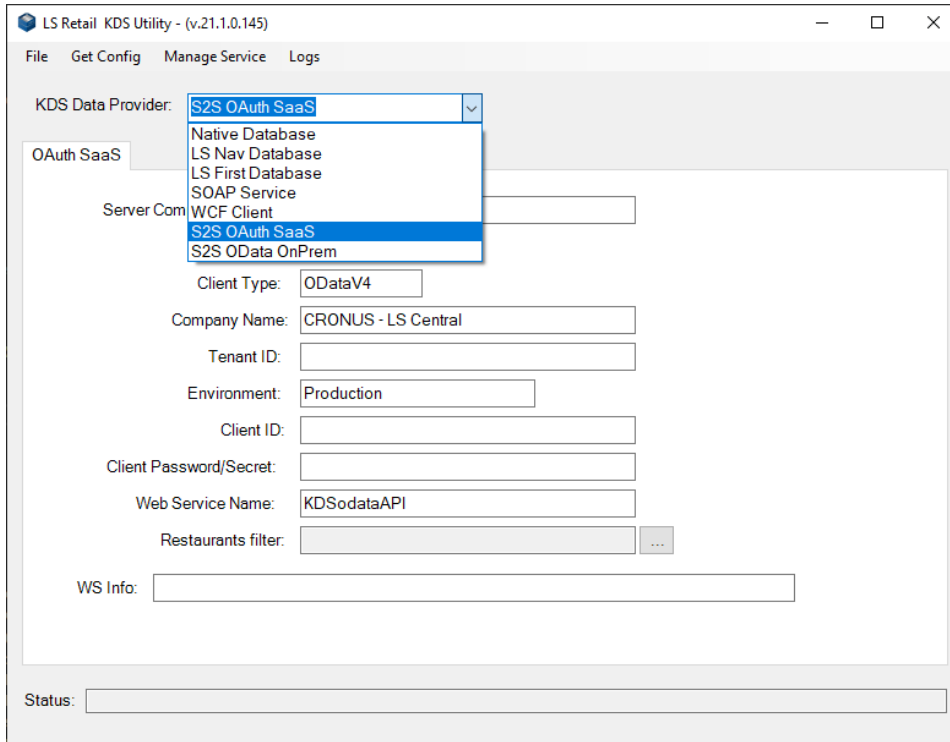 LS Retail KDS Utility - (v.21.1.0.145)
File Get Config Manage Service Logs
KDS Data Provider: S2S OAuth SaaS
Native Database
LS Nav Database
LS First Database
SOAP Service
WCF Client
S2S OAuth SaaS
S2S OData OnPrem
OAuth SaaS
Server Com
Client Type: ODataV4
Company Name: CRONUS - LS Central
Tenant ID:
Environment: Production
Client ID:
Client Password/Secret:
Web Service Name: KDSodataAPI
Restaurants filter: ...
WS Info:
Status: